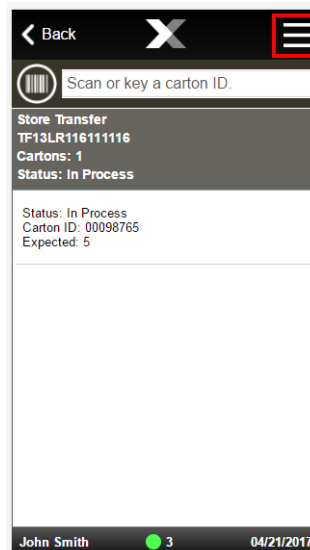 Back
Scan or key a carton ID.
Store Transfer
TF13LR116111116
Cartons: 1
Status: In Process
Status: In Process
Carton ID: 00098765
Expected: 5
John Smith 3 04/21/2017